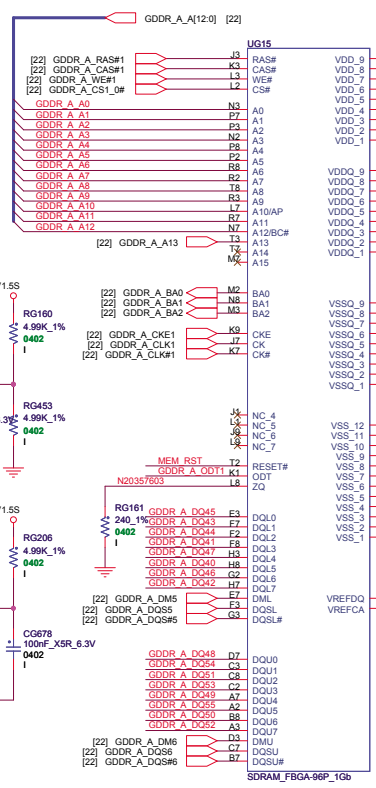 GDDR_A_A[12:0] [22]
UG15
[22] GDDR_A_RAS#1 J3 RAS# VDD_9
[22] GDDR_A_CAS#1 K3 CAS# VDD_8
[22] GDDR_A_WE#1 L3 WE# VDD_7
[22] GDDR_A_CS1_0# L2 CS# VDD_6
VDD_5
GDDR_A_A0 N3 A0 VDD_4
GDDR_A_A1 P7 A1 VDD_3
GDDR_A_A2 P3 A2 VDD_2
GDDR_A_A3 N2 A3 VDD_1
GDDR_A_A4 P8 A4
GDDR_A_A5 P2 A5
GDDR_A_A6 R8 A6 VDDQ_9
GDDR_A_A7 R2 A7 VDDQ_8
GDDR_A_A8 T8 A8 VDDQ_7
GDDR_A_A9 R3 A9 VDDQ_6
GDDR_A_A10 L7 A10/AP VDDQ_5
GDDR_A_A11 R7 A11 VDDQ_4
GDDR_A_A12 N7 A12/BC# VDDQ_3
[22] GDDR_A_A13 T3 A13 VDDQ_2
T7 A14 VDDQ_1
M7 A15
[22] GDDR_A_BA0 M2 BA0
[22] GDDR_A_BA1 N8 BA1 VSSQ_9
[22] GDDR_A_BA2 M3 BA2 VSSQ_8
VSSQ_7
[22] GDDR_A_CKE1 K9 CKE VSSQ_6
[22] GDDR_A_CLK1 J7 CK VSSQ_5
[22] GDDR_A_CLK#1 K7 CK# VSSQ_4
VSSQ_3
VSSQ_2
VSSQ_1
/1.5S
RG160
4.99K_1%
0402
I
RG453
4.99K_1%
0402
I
J1 NC_4
L1 NC_5 VSS_12
J9 NC_6 VSS_11
L9 NC_7 VSS_10
VSS_9
MEM_RST T2 RESET# VSS_8
GDDR_A_ODT1 K1 ODT VSS_7
N20357603 L8 ZQ VSS_6
VSS_5
VSS_4
VSS_3
VSS_2
VSS_1
/1.5S
RG161
240_1%
0402
I
RG206
4.99K_1%
0402
I
GDDR_A_DQ45 E3 DQL0
GDDR_A_DQ43 F7 DQL1
GDDR_A_DQ44 F2 DQL2
GDDR_A_DQ41 F8 DQL3
GDDR_A_DQ47 H3 DQL4
GDDR_A_DQ40 H8 DQL5
GDDR_A_DQ46 G2 DQL6
GDDR_A_DQ42 H7 DQL7
[22] GDDR_A_DM5 E7 DML VREFDQ
[22] GDDR_A_DQS5 F3 DQSL VREFCA
[22] GDDR_A_DQS#5 G3 DQSL#
CG678
100nF_X5R_6.3V
0402
I
GDDR_A_DQ48 D7 DQU0
GDDR_A_DQ54 C3 DQU1
GDDR_A_DQ51 C8 DQU2
GDDR_A_DQ53 C2 DQU3
GDDR_A_DQ49 A7 DQU4
GDDR_A_DQ55 A2 DQU5
GDDR_A_DQ50 B8 DQU6
GDDR_A_DQ52 A3 DQU7
[22] GDDR_A_DM6 D3 DMU
[22] GDDR_A_DQS6 C7 DQSU
[22] GDDR_A_DQS#6 B7 DQSU#
SDRAM_FBGA-96P_1Gb